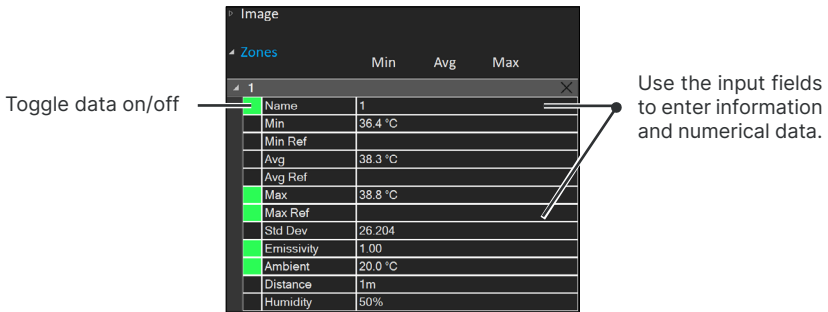 Image
Zones
Min Avg Max
1
Toggle data on/off
Name 1
Min 36.4 °C
Min Ref
Avg 38.3 °C
Avg Ref
Max 38.8 °C
Max Ref
Std Dev 26.204
Emissivity 1.00
Ambient 20.0 °C
Distance 1m
Humidity 50%
Use the input fields
to enter information
and numerical data.